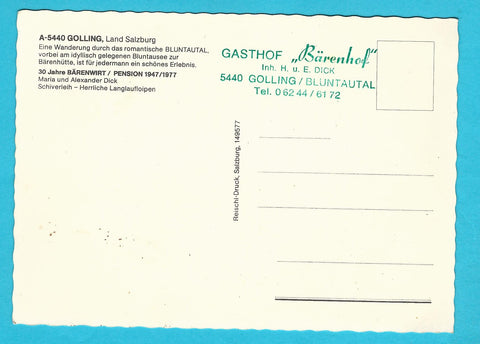 A-5440 GOLLING, Land Salzburg
Eine Wanderung durch das romantische BLUNTAUTAL,
vorbei am idyllisch gelegenen Bluntausee zur
Bärenhütte, ist für jedermann ein schönes Erlebnis.
30 Jahre BÄRENWIRT / PENSION 1947/1977
Maria und Alexander Dick
Schiverleih – Herrliche Langlaufloipen
GASTHOF „Bärenhof"
Inh. H. u. E. DICK
5440 GOLLING / BLUNTAUTAL
Tel. 0 62 44 / 61 72
Reischl-Druck, Salzburg, 149577